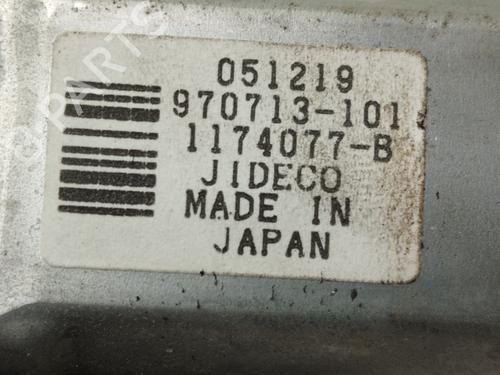 051219
970713-101
1174077-B
JIDECO
MADE IN
JAPAN